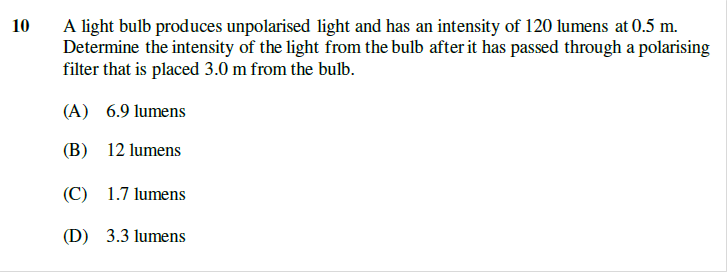 10 A light bulb produces unpolarised light and has an intensity of 120 lumens at 0.5 m.
Determine the intensity of the light from the bulb after it has passed through a polarising
filter that is placed 3.0 m from the bulb.
(A) 6.9 lumens
(B) 12 lumens
(C) 1.7 lumens
(D) 3.3 lumens